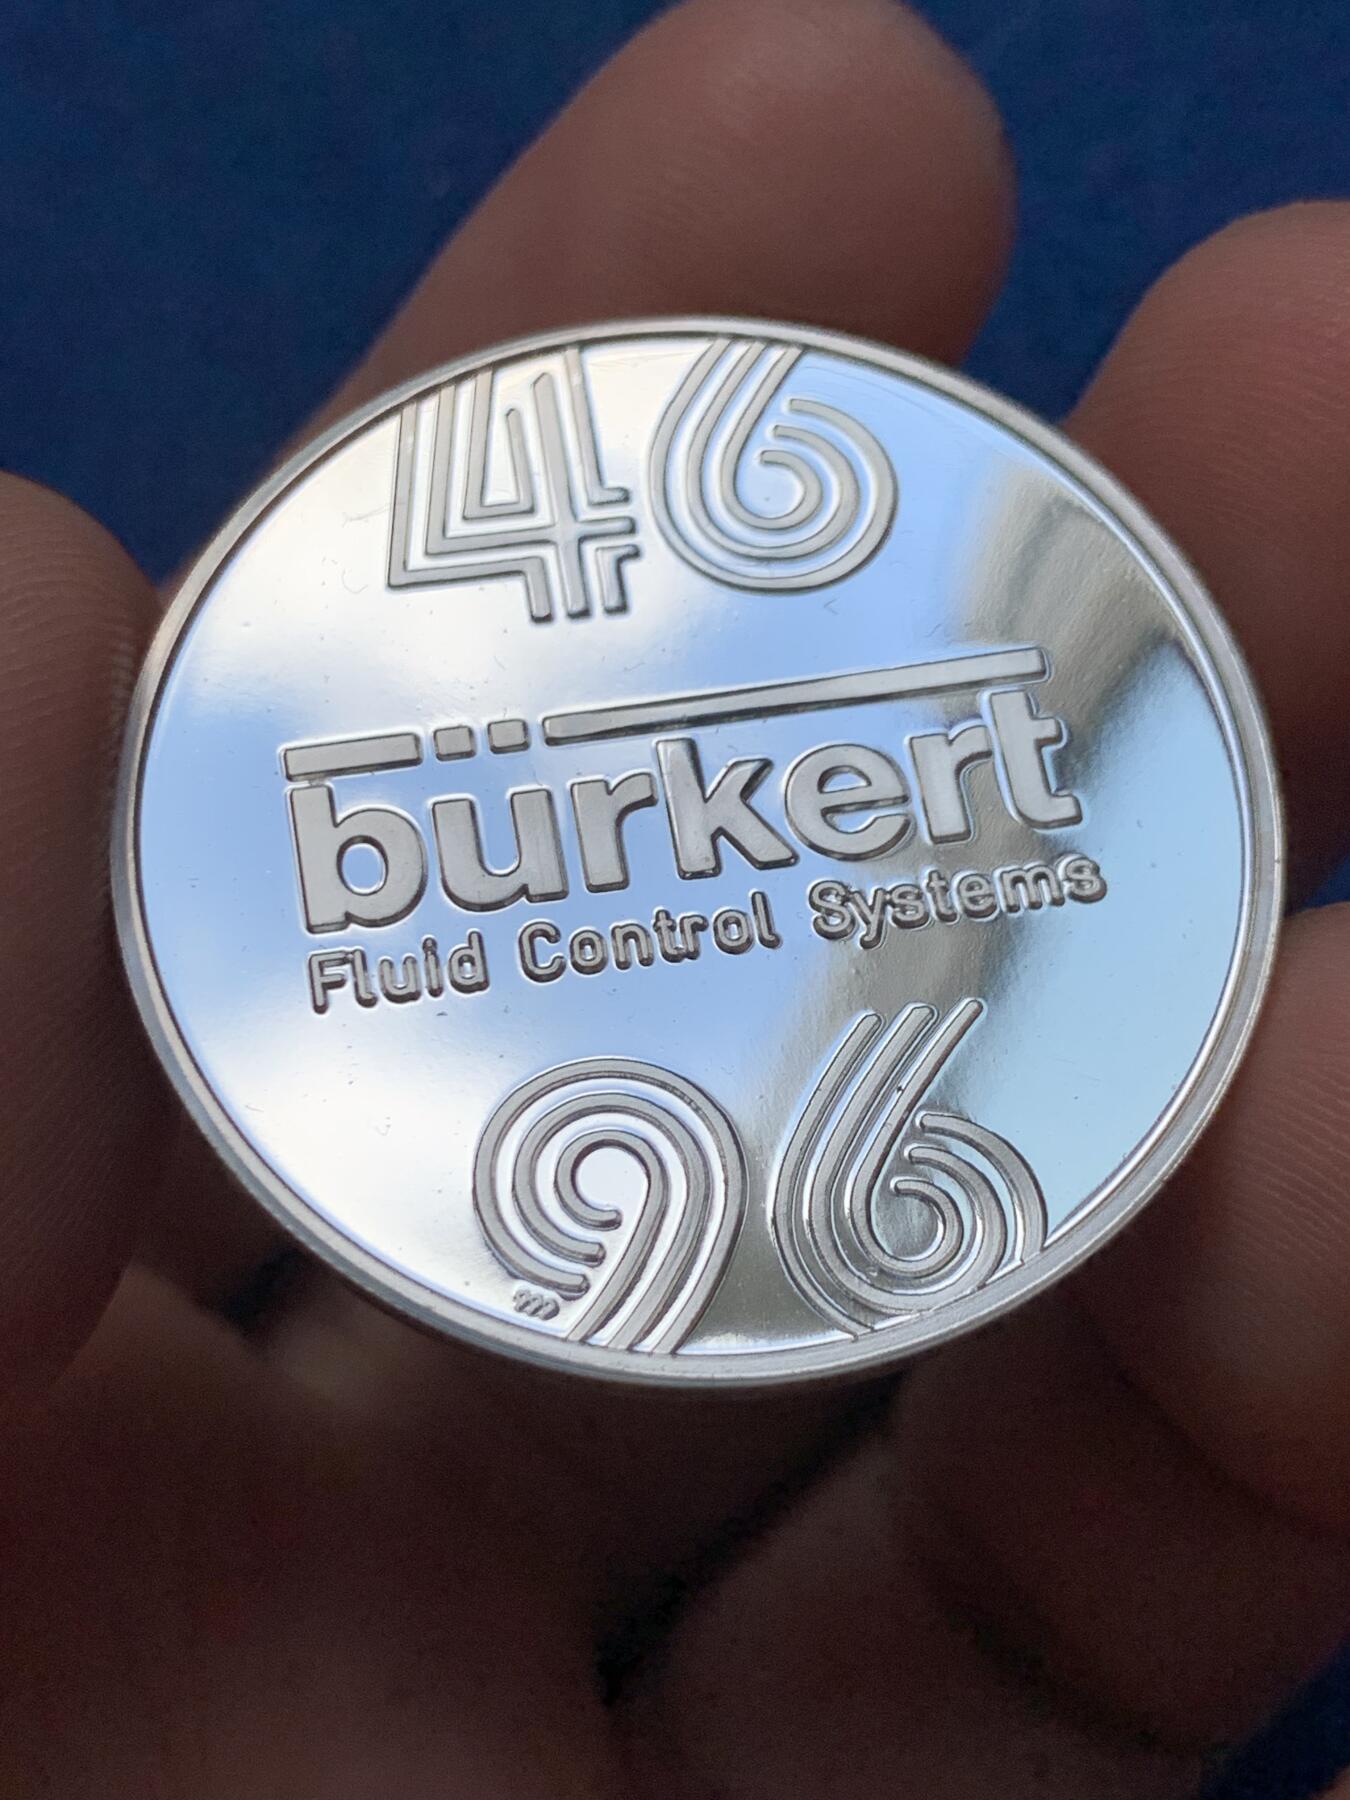 46
bürkert
Fluid Control Systems
96